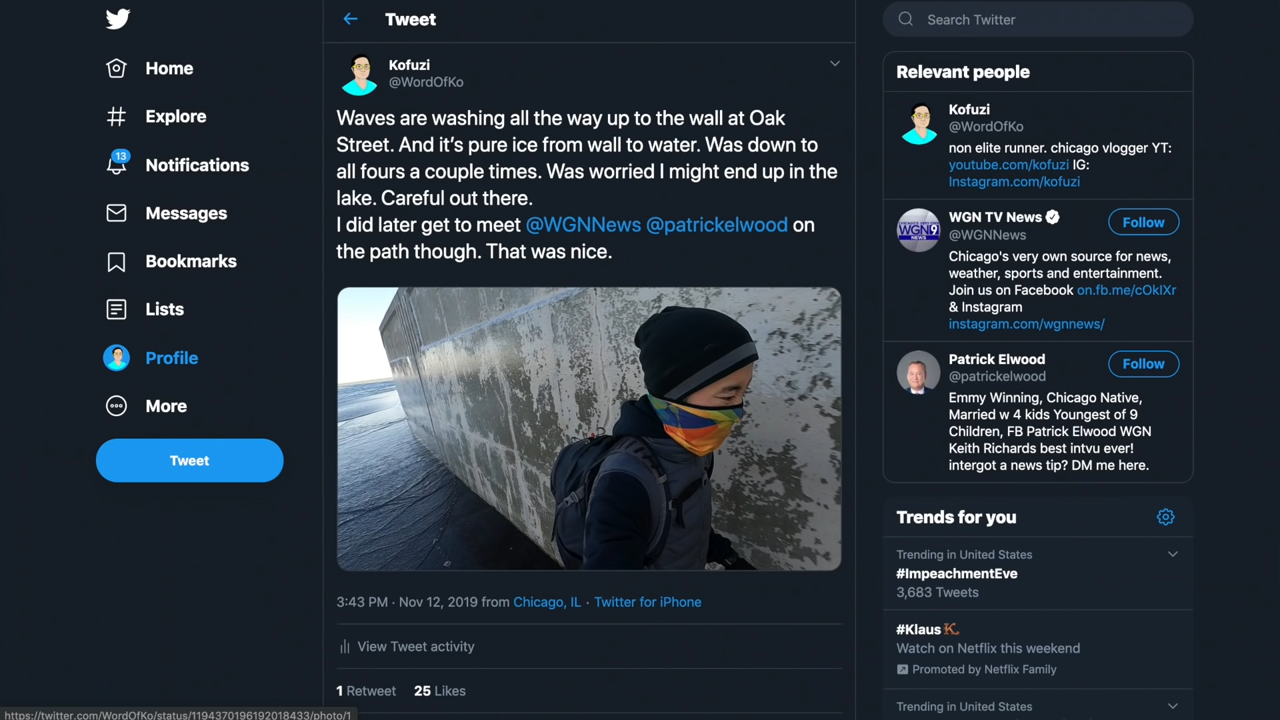 Home
Explore
13
Notifications
Messages
Bookmarks
Lists
Profile
More
Tweet
Tweet
Kofuzi
@WordOfKo
Waves are washing all the way up to the wall at Oak
Street. And it's pure ice from wall to water. Was down to
all fours a couple times. Was worried I might end up in the
lake. Careful out there.
I did later get to meet @WGNNews @patrickelwood on
the path though. That was nice.
3:43 PM · Nov 12, 2019 from Chicago, IL · Twitter for iPhone
View Tweet activity
1 Retweet 25 Likes
Search Twitter
Relevant people
Kofuzi
@WordOfKo
non elite runner. chicago vlogger YT:
youtube.com/kofuzi IG:
Instagram.com/kofuzi
WGN TV News
@WGNNews
Follow
WGN9
NEWS
Chicago's very own source for news,
weather, sports and entertainment.
Join us on Facebook on.fb.me/cOklXr
& Instagram
instagram.com/wgnnews/
Patrick Elwood
@patrickelwood
Follow
Emmy Winning, Chicago Native,
Married w 4 kids Youngest of 9
Children, FB Patrick Elwood WGN
Keith Richards best intvu ever!
intergot a news tip? DM me here.
Trends for you
Trending in United States
#ImpeachmentEve
3,683 Tweets
#Klaus
Watch on Netflix this weekend
Promoted by Netflix Family
Trending in United States
https://twitter.com/WordOfKo/status/1194370196192018433/photo/1